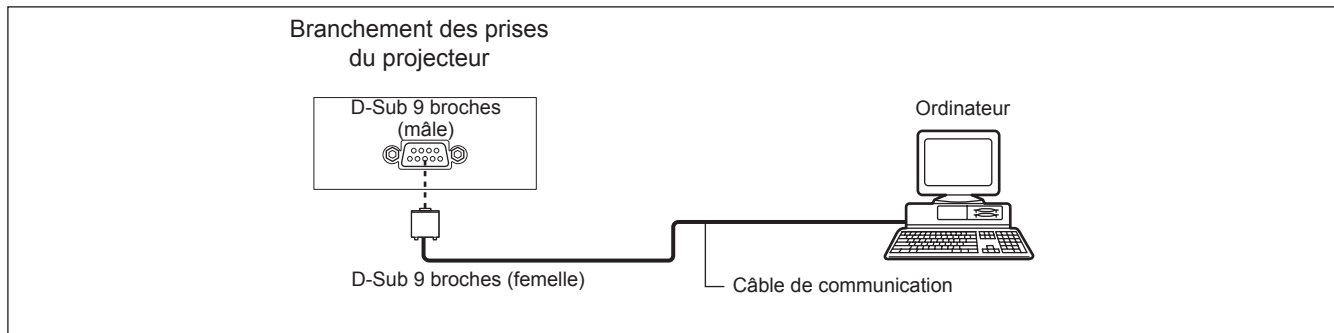 Branchement des prises
du projecteur
D-Sub 9 broches
(mâle)
Ordinateur
D-Sub 9 broches (femelle)
Câble de communication